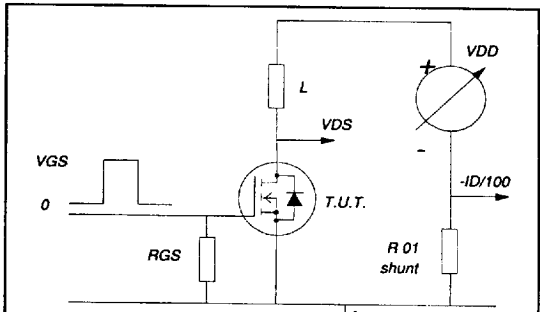 VDD
+
L
VDS
-
VGS
-ID/100
0
T.U.T.
RGS
R 01
shunt